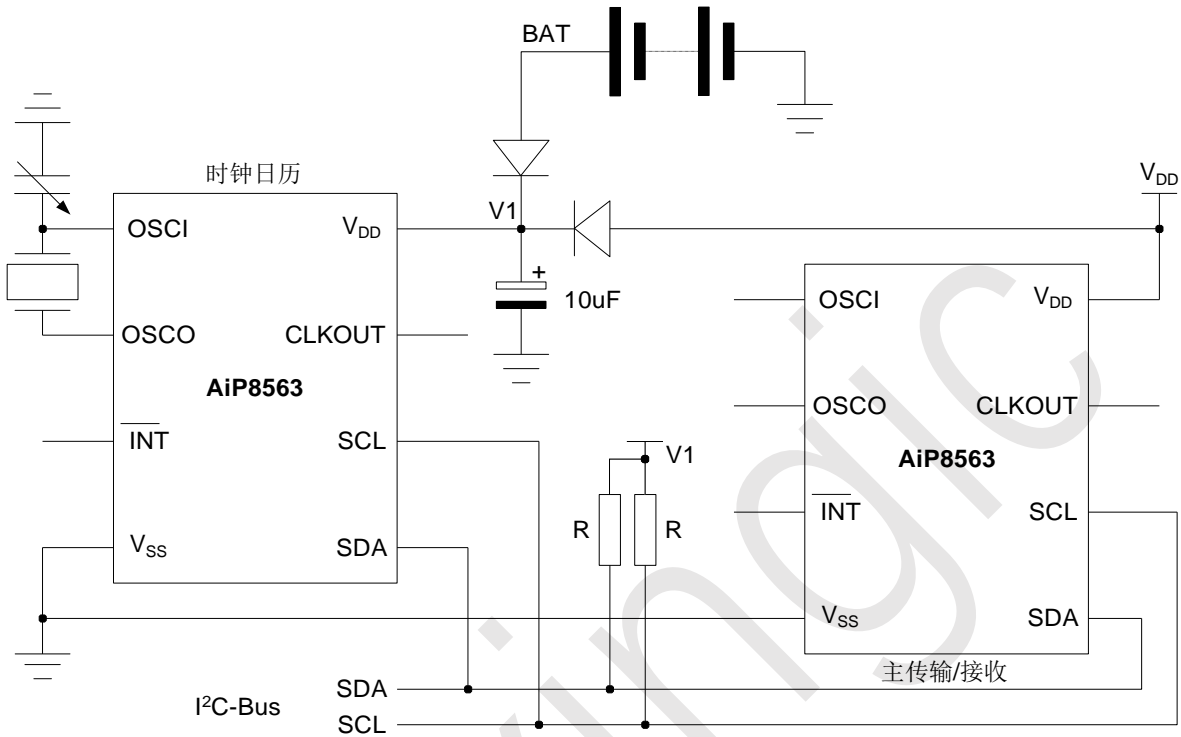 BAT
时钟日历
V1
VDD
OSCI
VDD
+
10uF
OSCO
CLKOUT
AiP8563
INT
SCL
VSS
SDA
OSCI
VDD
OSCO
CLKOUT
AiP8563
INT
SCL
VSS
SDA
主传输/接收
V1
R
R
I²C-Bus
SDA
SCL